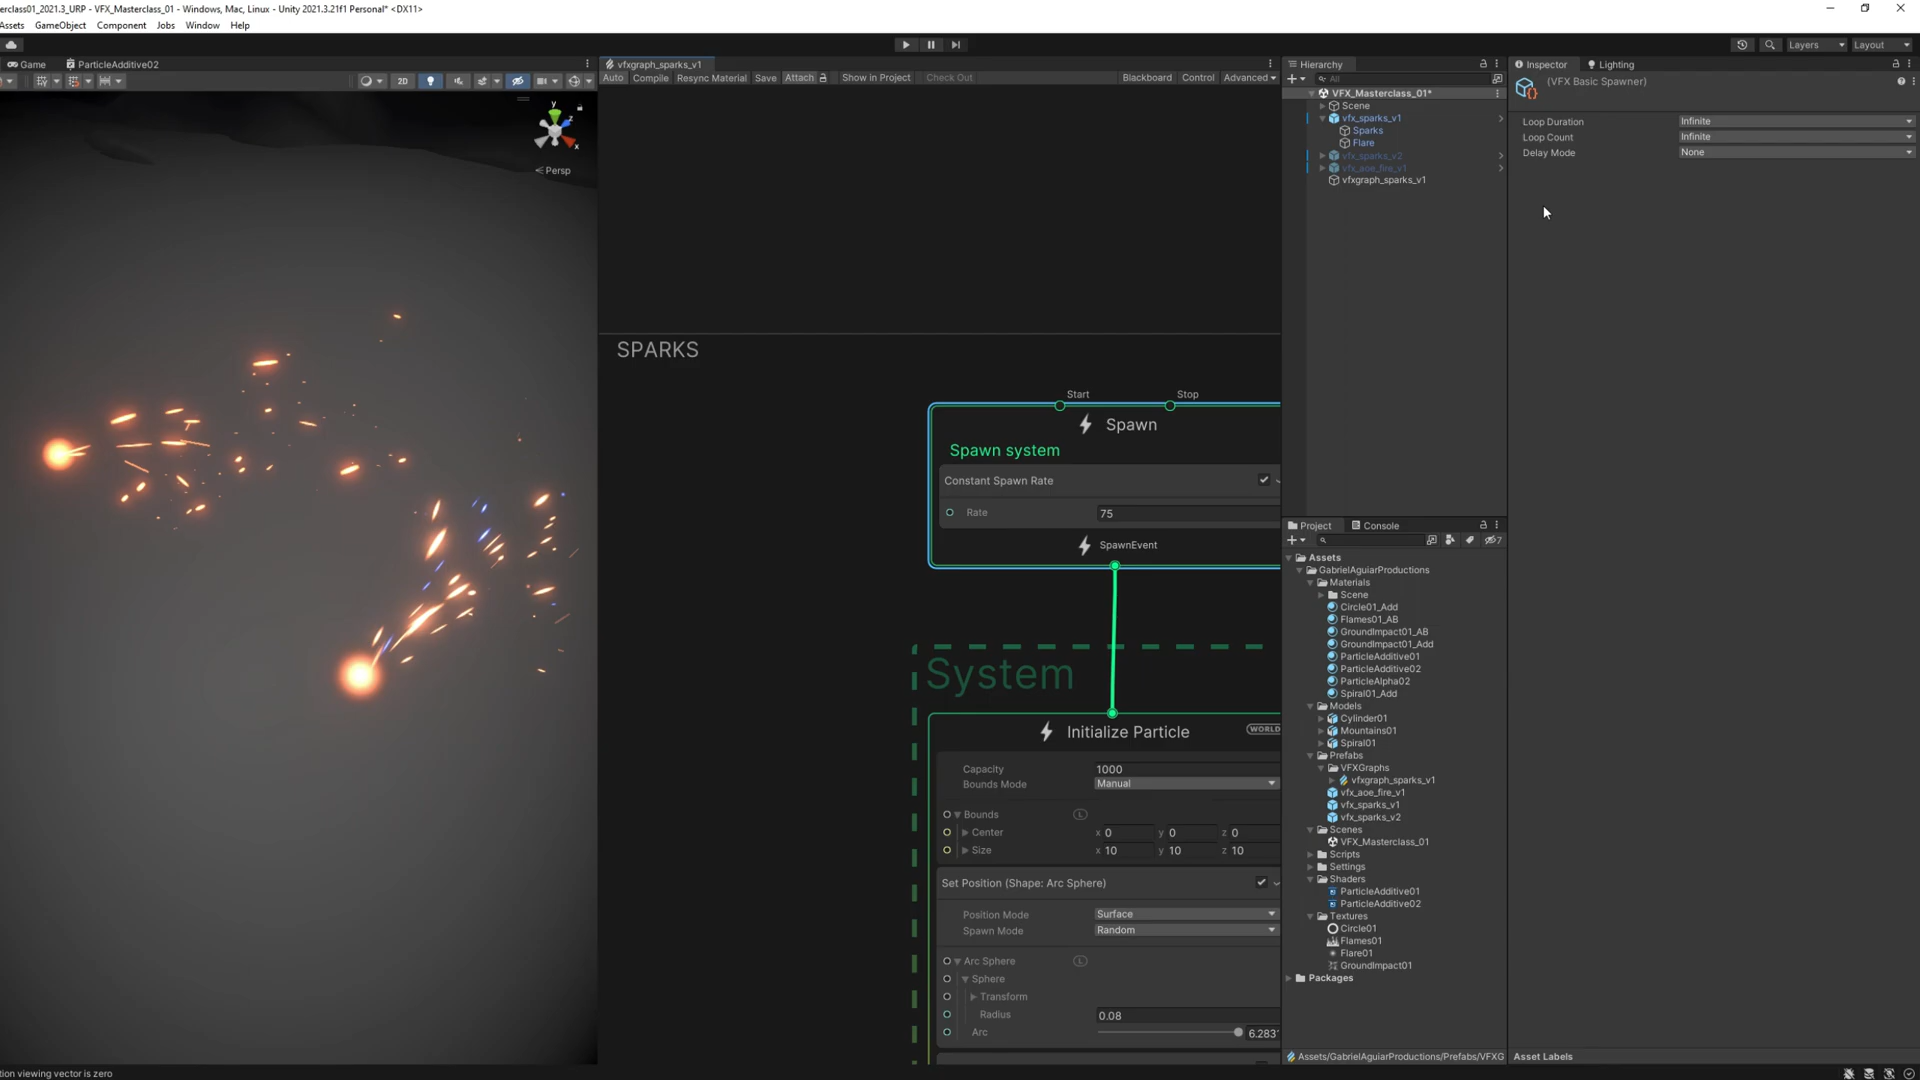 erclass01_2021.3_URP - VFX_Masterclass_01 - Windows, Mac, Linux - Unity 2021.3.21f1 Personal* <DX11>
Assets GameObject Component Jobs Window Help
Layers Layout
Game ParticleAdditive02
2D
y
z
x
Persp
vfxgraph_sparks_v1
Auto Compile Resync Material Save Attach Show in Project Check Out Blackboard Control Advanced
SPARKS
Start Stop
Spawn
Spawn system
Constant Spawn Rate
Rate 75
SpawnEvent
System
Initialize Particle WORLD
Capacity 1000
Bounds Mode Manual
Bounds L
Center x 0 y 0 z 0
Size x 10 y 10 z 10
Set Position (Shape: Arc Sphere)
Position Mode Surface
Spawn Mode Random
Arc Sphere L
Sphere
Transform
Radius 0.08
Arc 6.283
Hierarchy
All
VFX_Masterclass_01*
Scene
vfx_sparks_v1
Sparks
Flare
vfx_sparks_v2
vfx_aoe_fire_v1
vfxgraph_sparks_v1
Project Console
7
Assets
GabrielAguiarProductions
Materials
Scene
Circle01_Add
Flames01_AB
GroundImpact01_AB
GroundImpact01_Add
ParticleAdditive01
ParticleAdditive02
ParticleAlpha02
Spiral01_Add
Models
Cylinder01
Mountains01
Spiral01
Prefabs
VFXGraphs
vfxgraph_sparks_v1
vfx_aoe_fire_v1
vfx_sparks_v1
vfx_sparks_v2
Scenes
VFX_Masterclass_01
Scripts
Settings
Shaders
ParticleAdditive01
ParticleAdditive02
Textures
Circle01
Flames01
Flare01
GroundImpact01
Packages
Assets/GabrielAguiarProductions/Prefabs/VFXG
Inspector Lighting
(VFX Basic Spawner)
Loop Duration Infinite
Loop Count Infinite
Delay Mode None
Asset Labels
tion viewing vector is zero